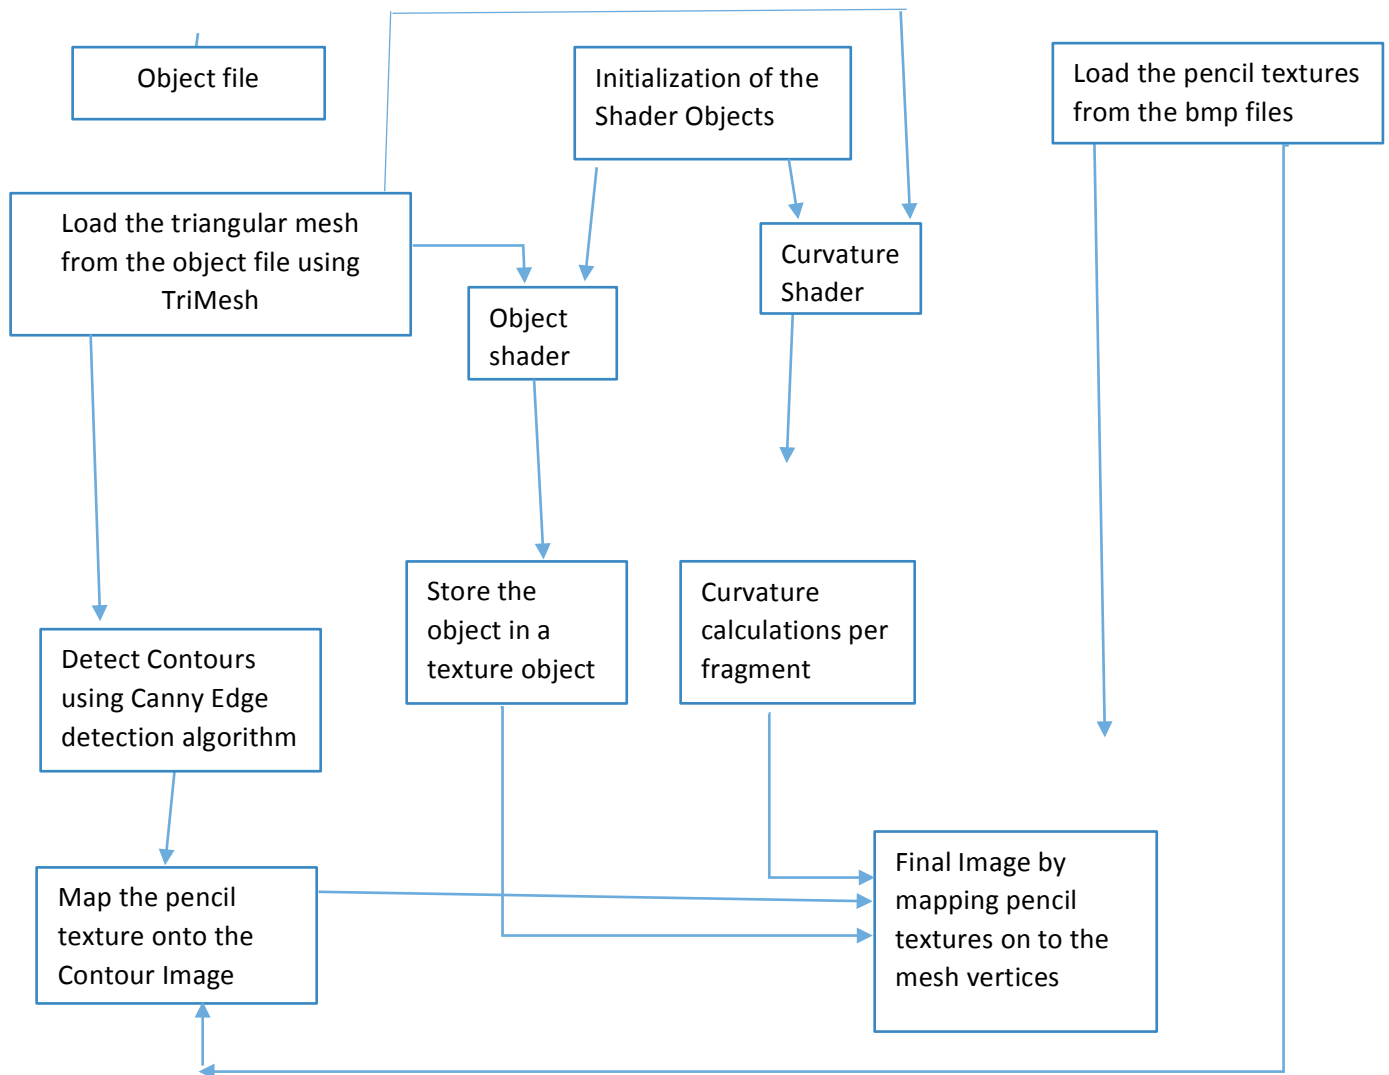 Object file
Initialization of the
Shader Objects
Load the pencil textures
from the bmp files
Load the triangular mesh
from the object file using
TriMesh
Curvature
Shader
Object
shader
Store the
object in a
texture object
Curvature
calculations per
fragment
Detect Contours
using Canny Edge
detection algorithm
Map the pencil
texture onto the
Contour Image
Final Image by
mapping pencil
textures on to the
mesh vertices